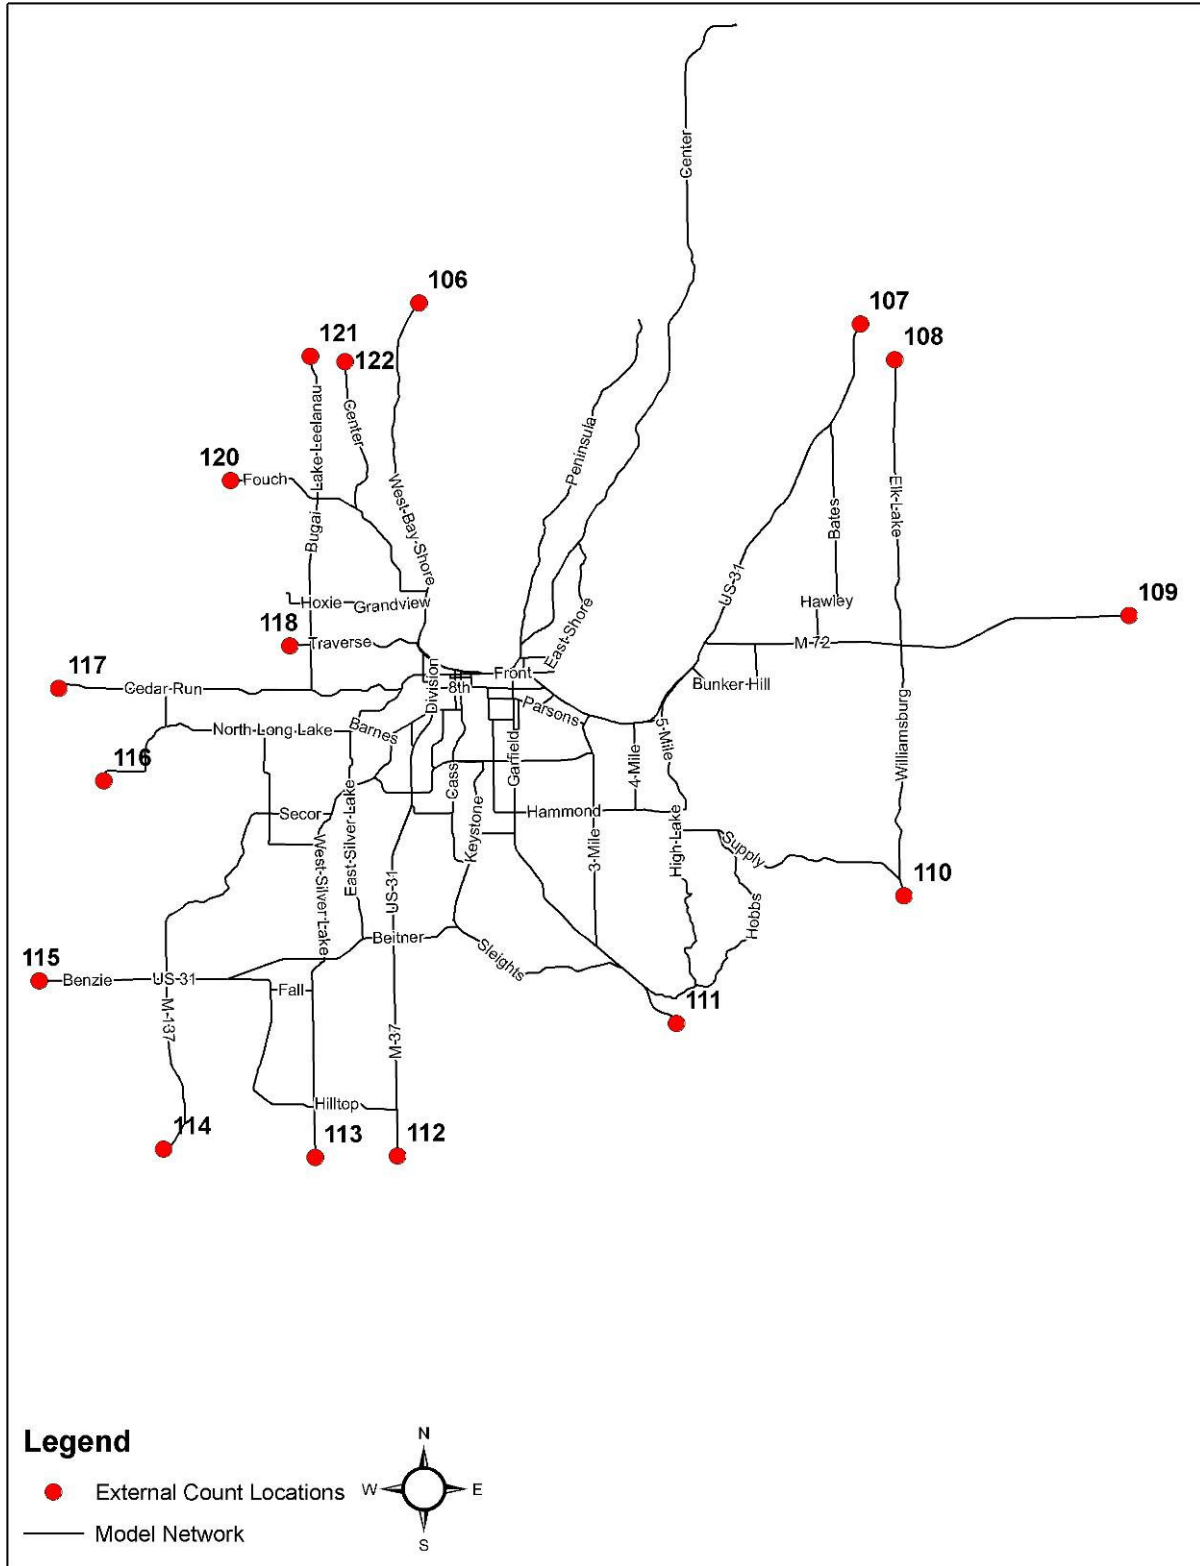 Center
106
107
121
122
108
Center
Bugai-Lake-Leelanau
Peninsula
120
Fouch
West-Bay-Shore
Elk-Lake
Bates
US-31
Hoxie
Grandview
Hawley
109
118
Traverse
East-Shore
M-72
117
Cedar-Run
Division
8th
Front
Bunker-Hill
Parsons
North-Long-Lake
Barnes
5-Mile
Williamsburg
116
Garfield
4-Mile
Cass
Secor
East-Silver-Lake
Keystone
Hammond
3-Mile
High-Lake
Supply
West-Silver-Lake
US-31
110
Hobbs
Beitner
Sleights
115
Benzie
US-31
Fall
111
M-137
M-37
Hilltop
114
113
112
Legend
External Count Locations
Model Network
N
W
E
S